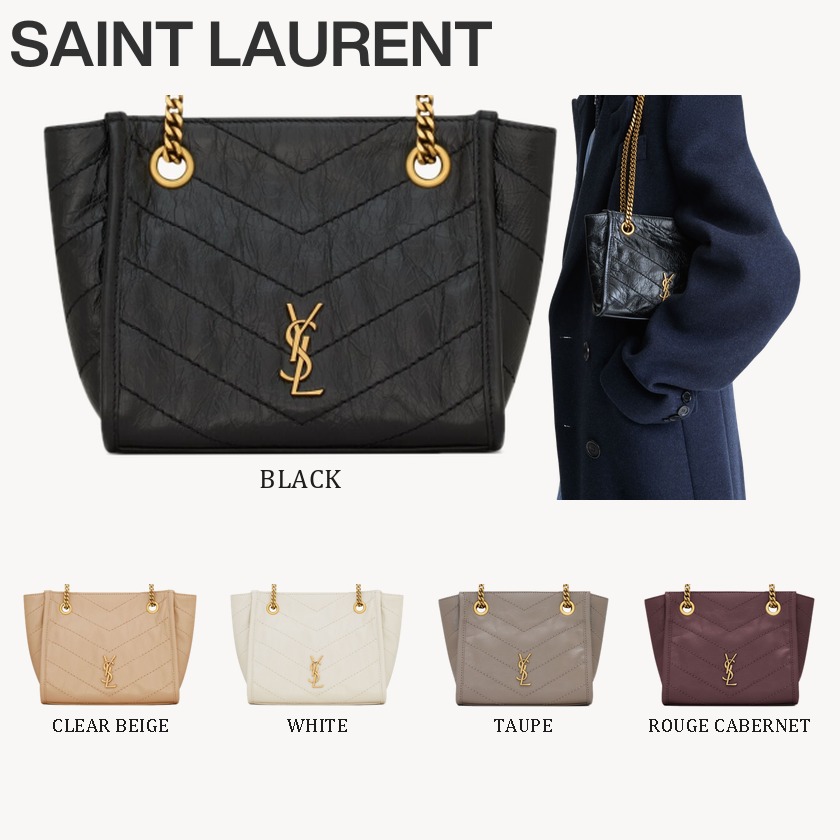 SAINT LAURENT
BLACK
CLEAR BEIGE
WHITE
TAUPE
ROUGE CABERNET